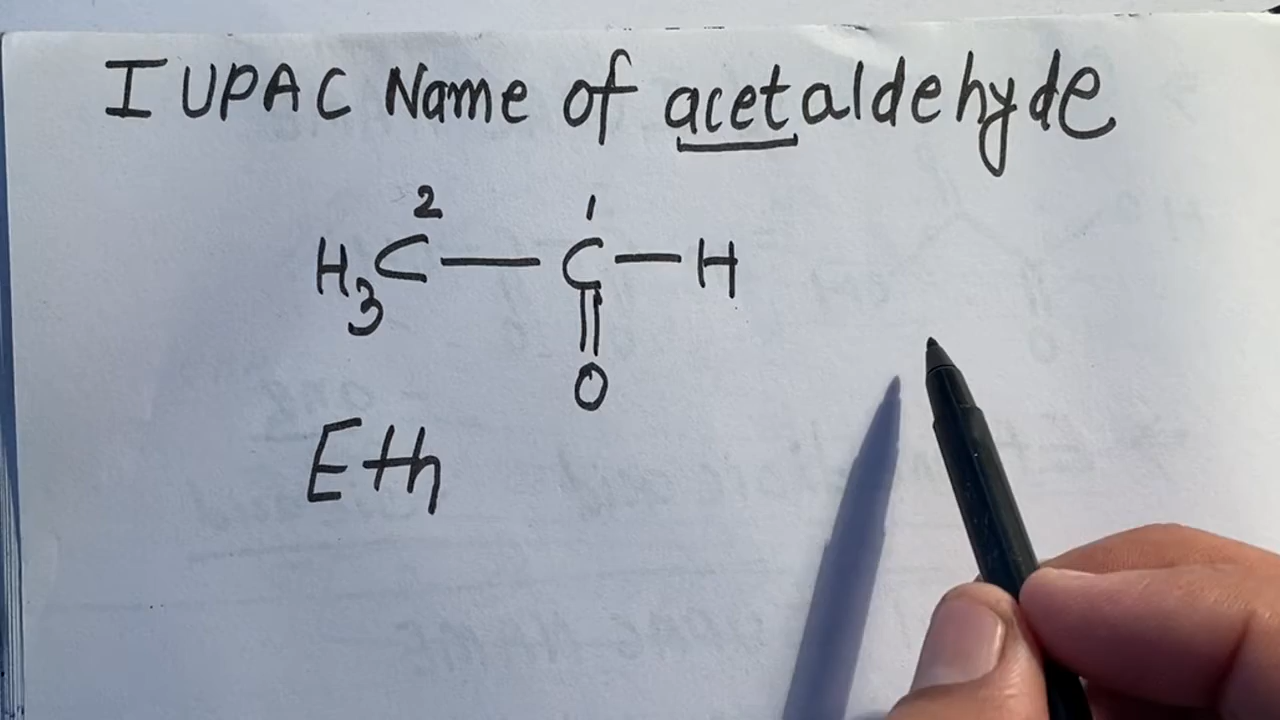 IUPAC Name of acetaldehyde
2 1
H3C—C—H
||
O
Eth